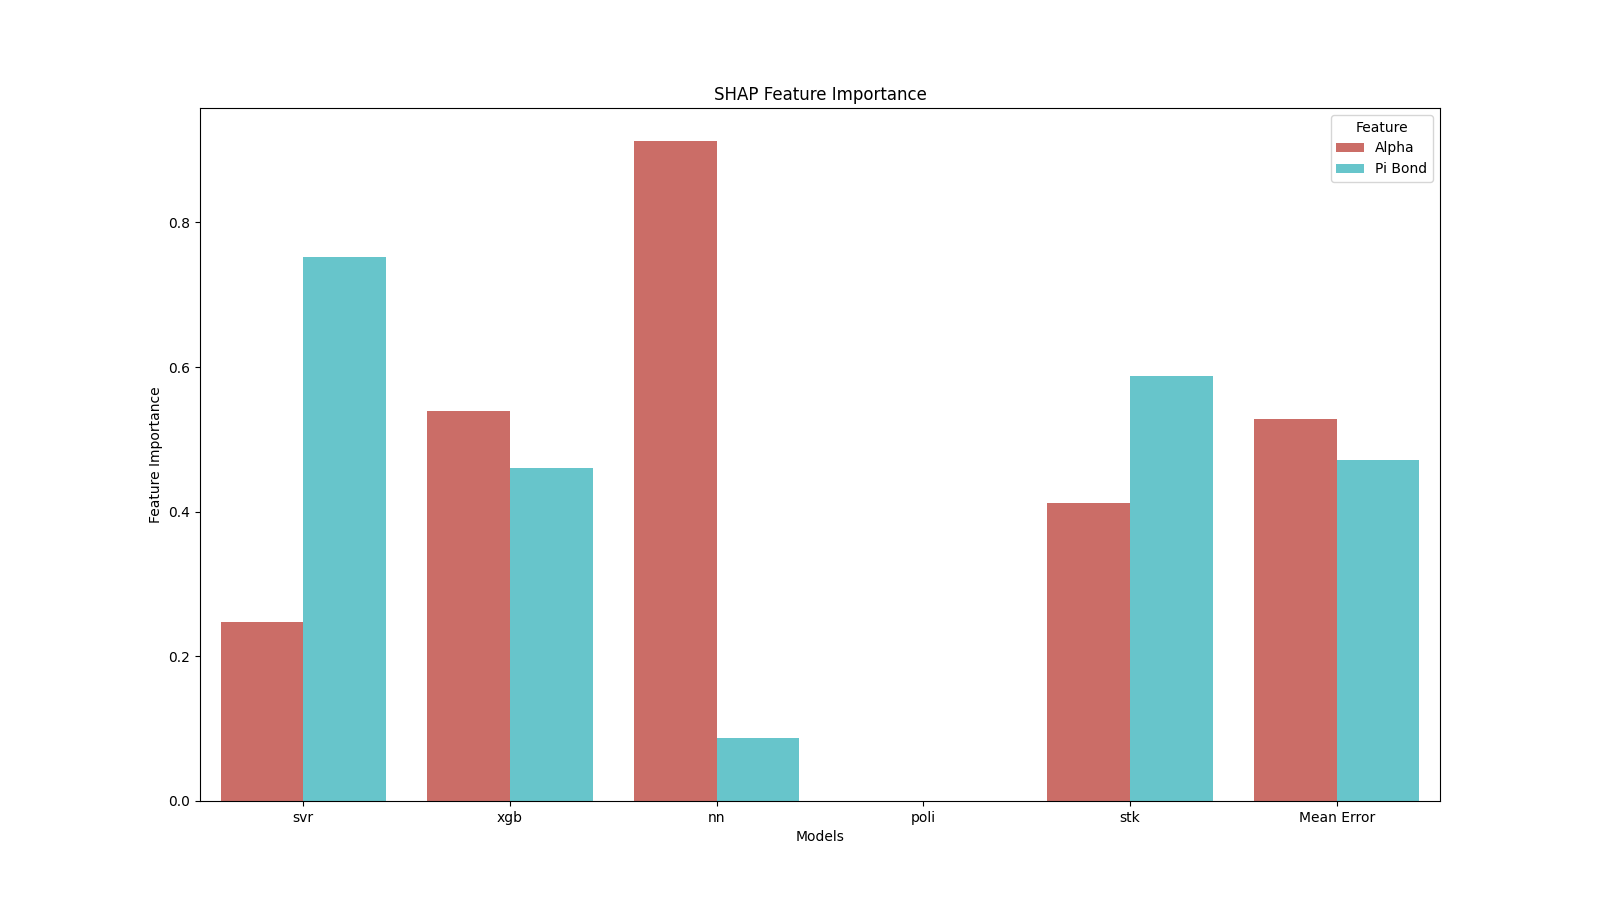 SHAP Feature Importance
Feature
Alpha
Pi Bond
Feature Importance
0.8
0.6
0.4
0.2
0.0
svr xgb nn poli stk Mean Error
Models